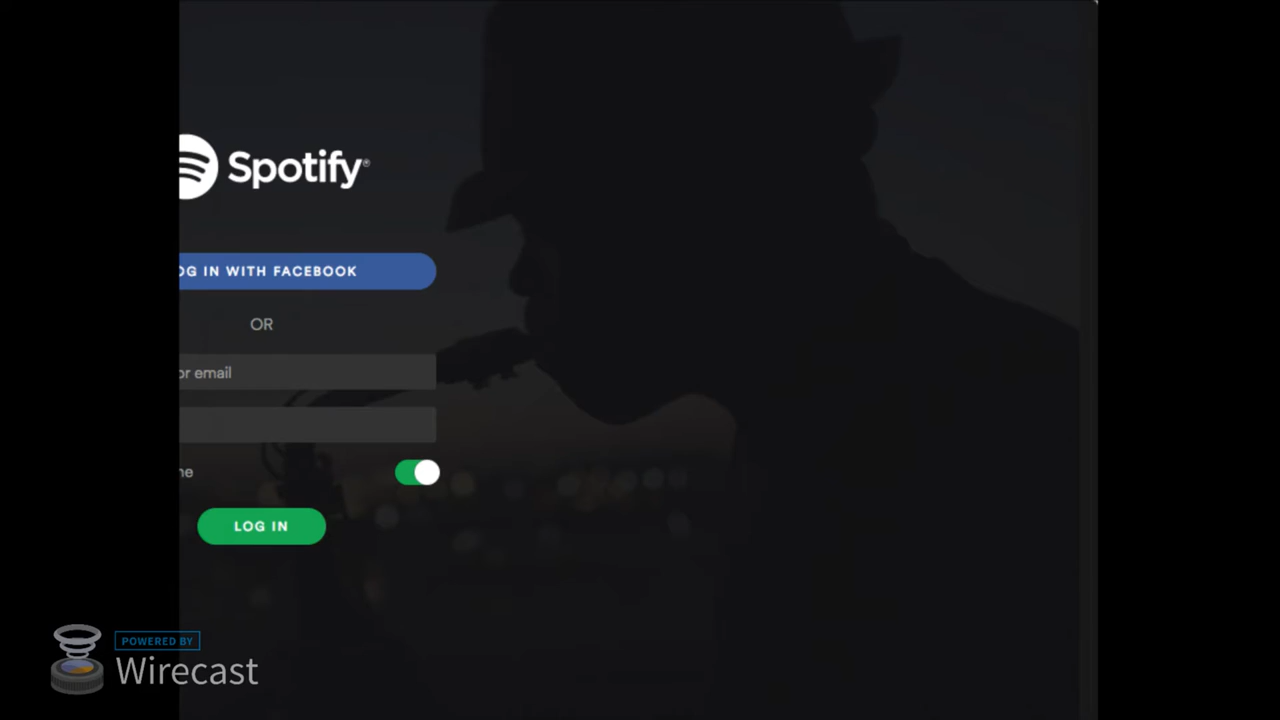 Spotify®
OG IN WITH FACEBOOK
OR
or email
ne
LOG IN
POWERED BY
Wirecast